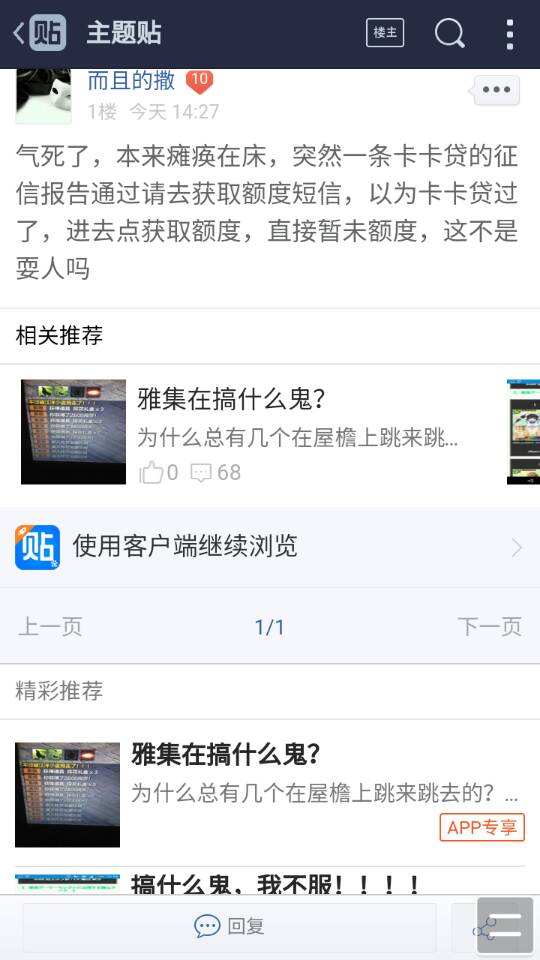 贴 主题贴 楼主
而且的撒 10
1楼 今天 14:27
气死了，本来瘫痪在床，突然一条卡卡贷的征
信报告通过请去获取额度短信，以为卡卡贷过
了，进去点获取额度，直接暂未额度，这不是
耍人吗
相关推荐
雅集在搞什么鬼？
为什么总有几个在屋檐上跳来跳...
0 68
贴 使用客户端继续浏览
上一页 1/1 下一页
精彩推荐
雅集在搞什么鬼？
为什么总有几个在屋檐上跳来跳去的？...
APP专享
搞什么鬼，我不服！！！！
回复